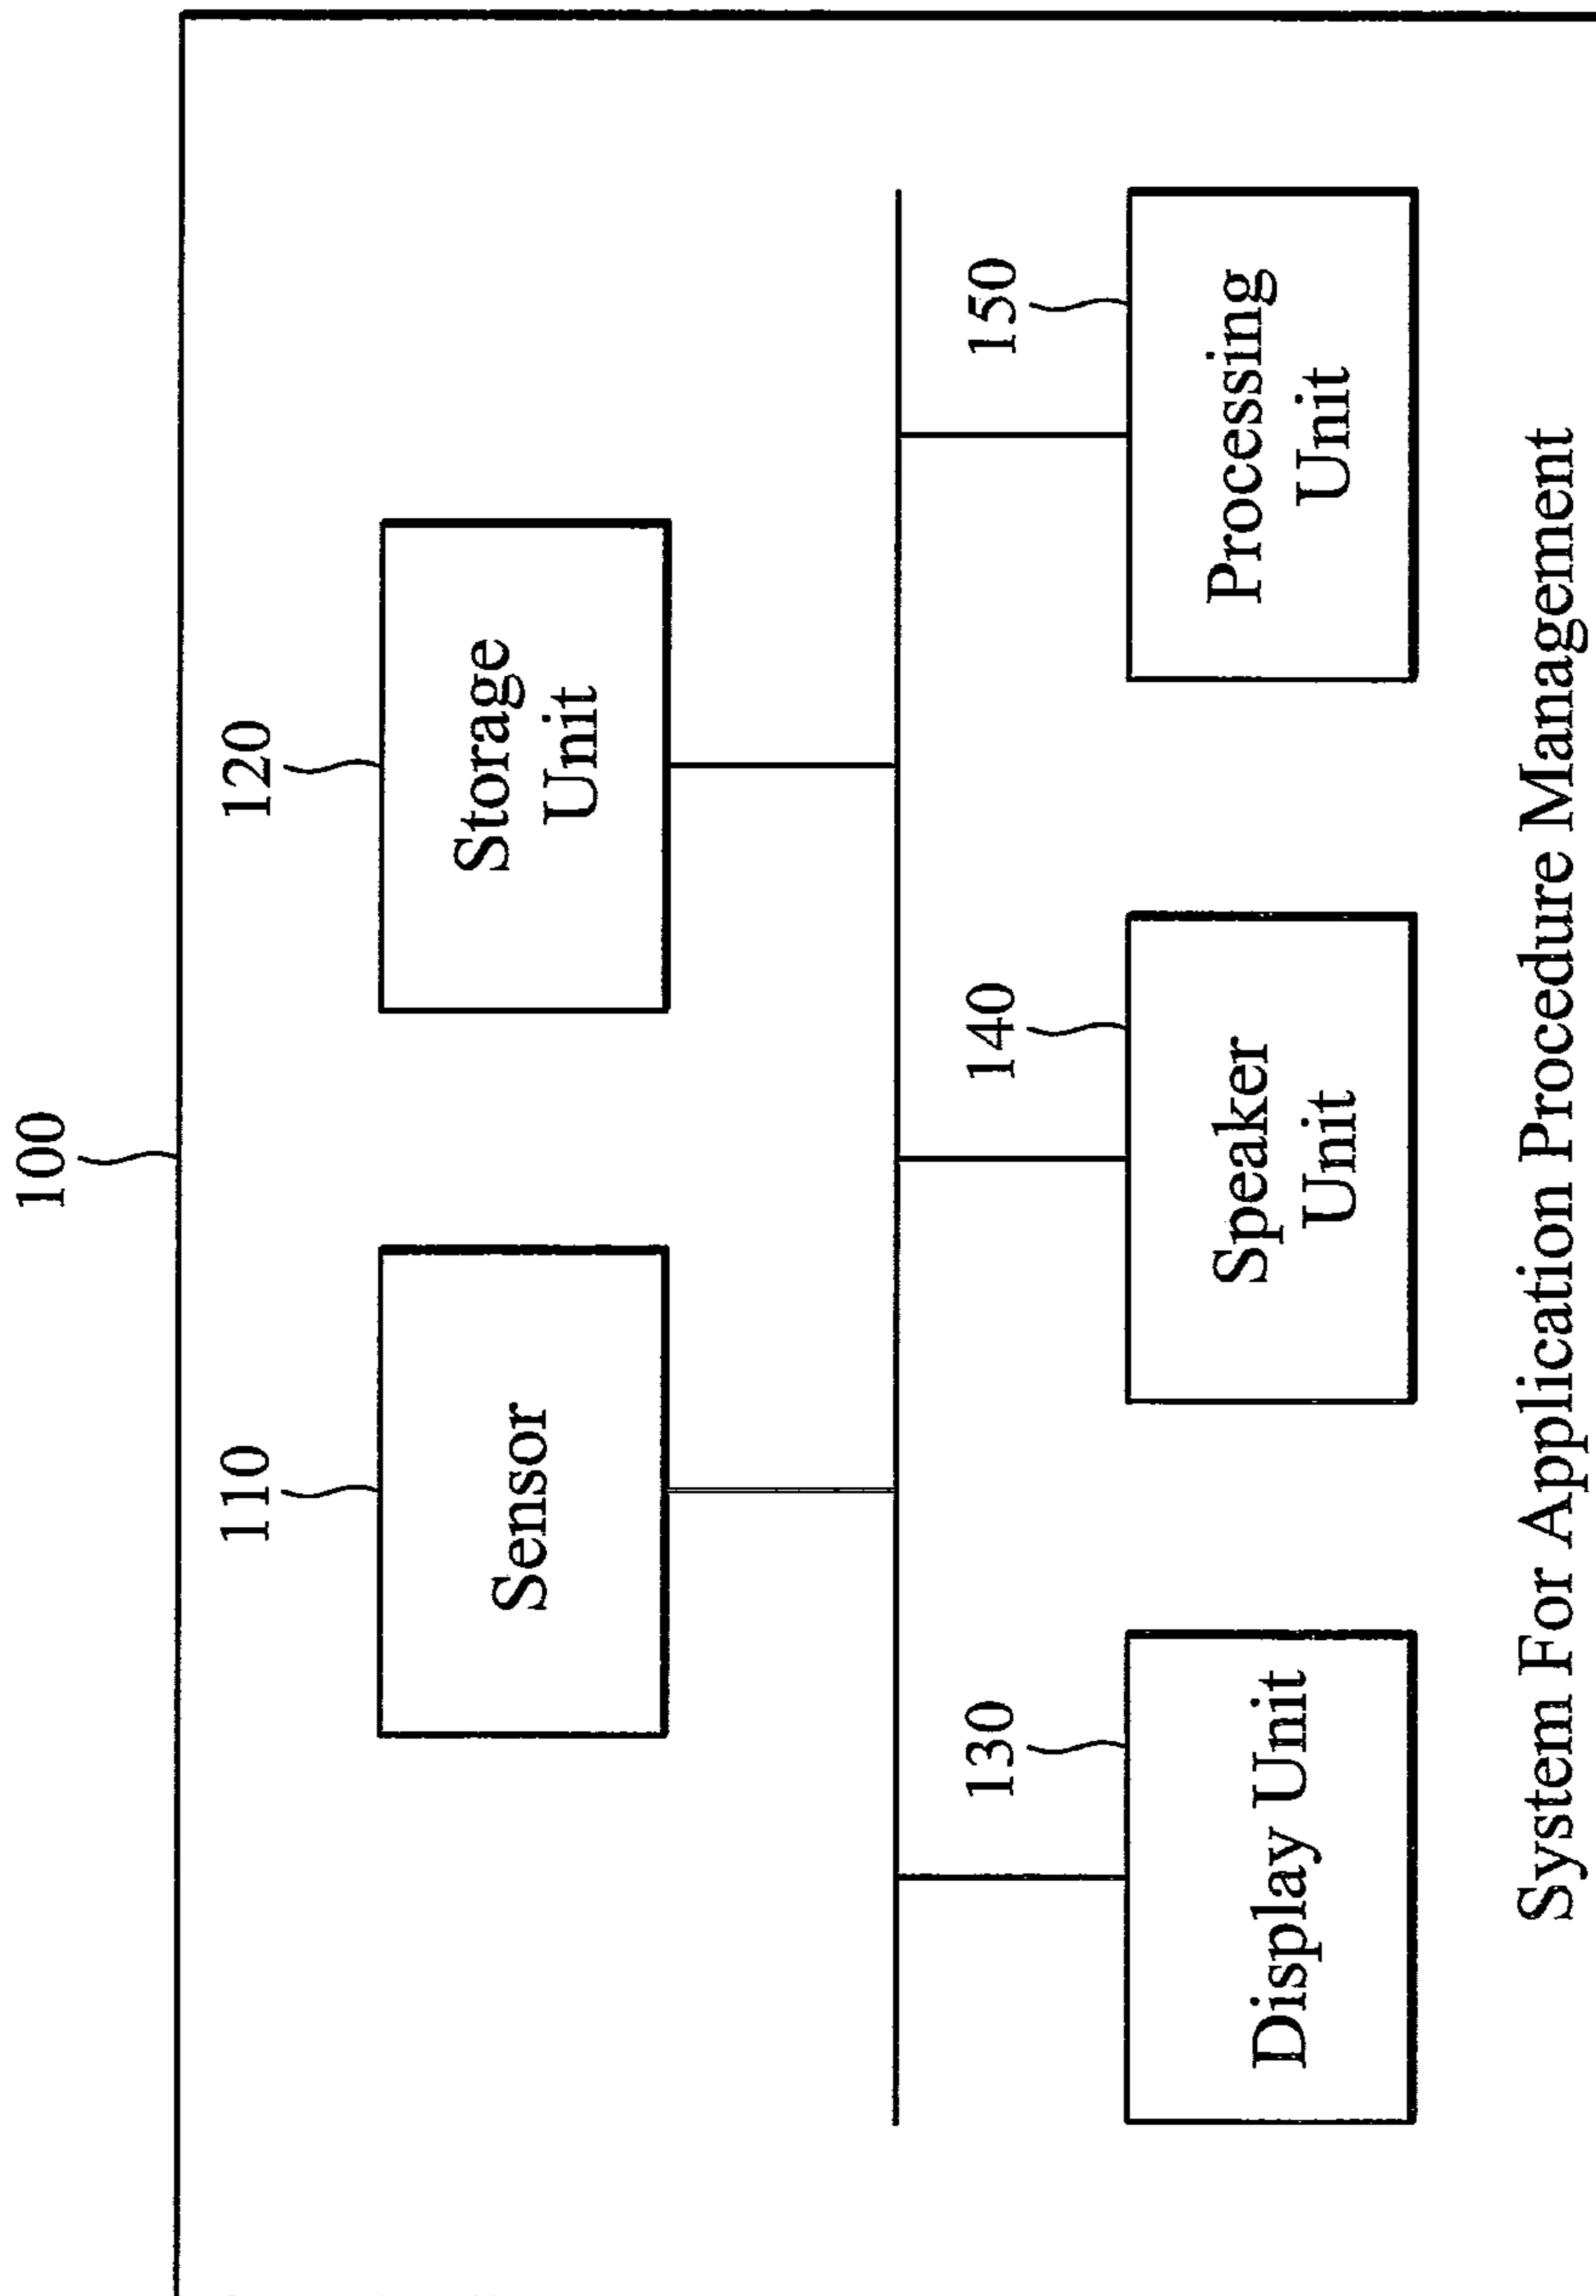 100
110
Sensor
120
Storage
Unit
130
Display Unit
140
Speaker
Unit
150
Processing
Unit
System For Application Procedure Management